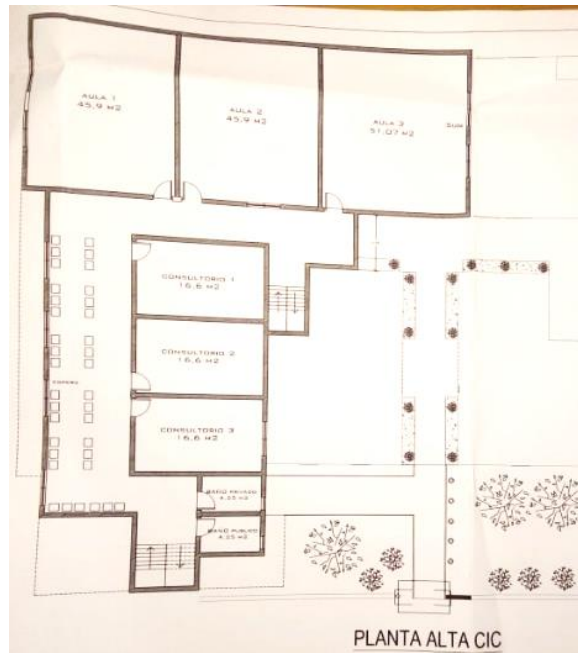 AULA 1
45,9 M2
AULA 2
45,9 M2
AULA 3
51,07 M2
CONSULTORIO 1
16,6 M2
CONSULTORIO 2
16,6 M2
ESPERA
CONSULTORIO 3
16,6 M2
BAÑO PRIVADO
4,25 M2
BAÑO PUBLICO
4,25 M2
PLANTA ALTA CIC